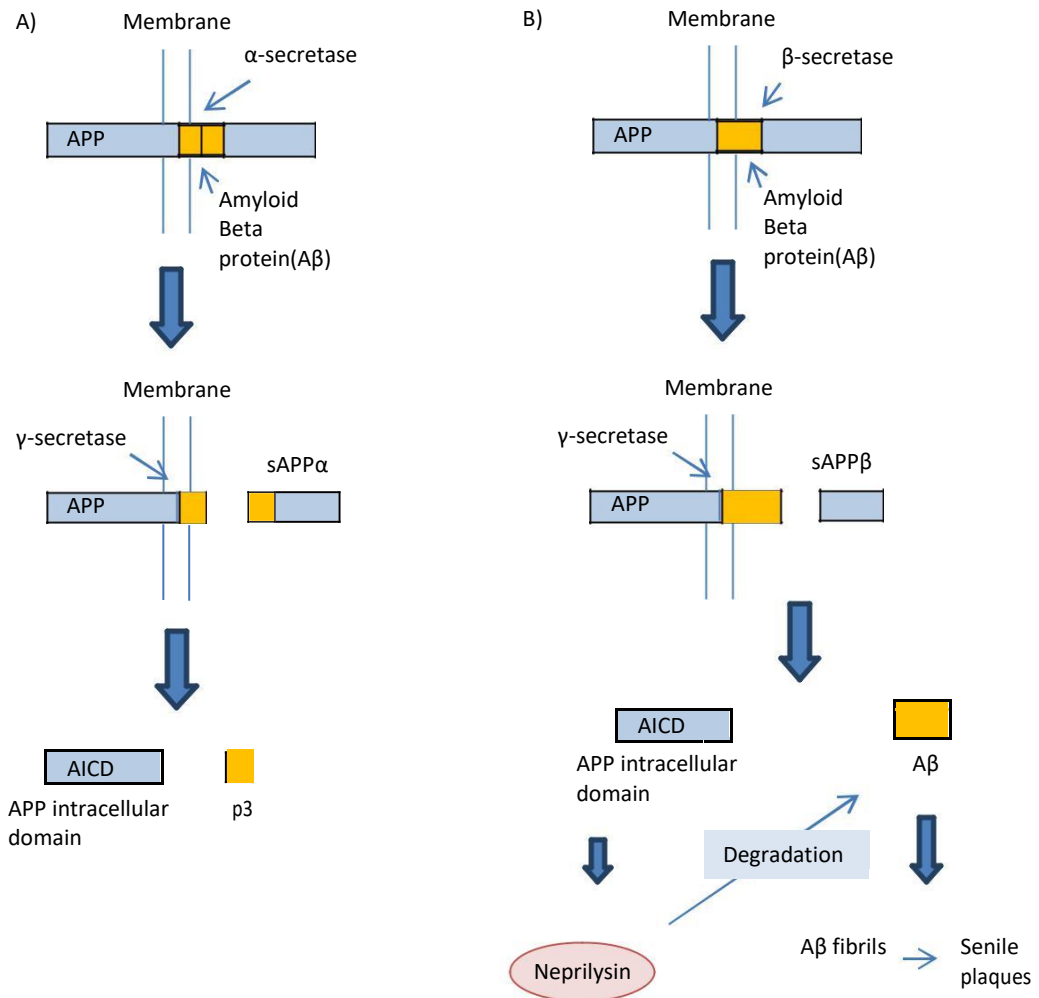 A)
Membrane
α-secretase
APP
Amyloid
Beta
protein(Aβ)
Membrane
γ-secretase
sAPPα
APP
AICD
APP intracellular
domain
p3
B)
Membrane
β-secretase
APP
Amyloid
Beta
protein(Aβ)
Membrane
γ-secretase
sAPPβ
APP
AICD
APP intracellular
domain
Aβ
Degradation
Neprilysin
Aβ fibrils
Senile
plaques